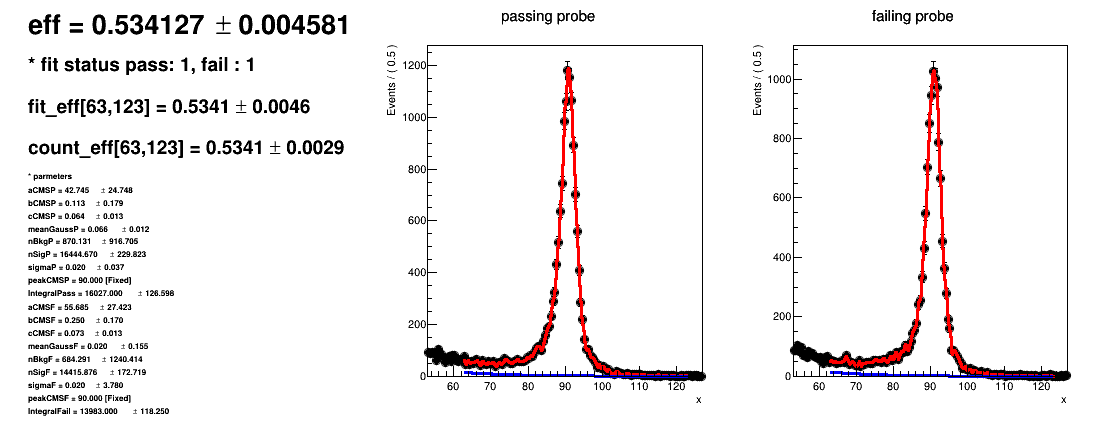 eff = 0.534127 ± 0.004581
* fit status pass: 1, fail : 1
fit_eff[63,123] = 0.5341 ± 0.0046
count_eff[63,123] = 0.5341 ± 0.0029
* parmeters
aCMSP = 42.745 ± 24.748
bCMSP = 0.113 ± 0.179
cCMSP = 0.064 ± 0.013
meanGaussP = 0.066 ± 0.012
nBkgP = 870.131 ± 916.705
nSigP = 16444.670 ± 229.823
sigmaP = 0.020 ± 0.037
peakCMSP = 90.000 [Fixed]
IntegralPass = 16027.000 ± 126.598
aCMSF = 55.685 ± 27.423
bCMSF = 0.250 ± 0.170
cCMSF = 0.073 ± 0.013
meanGaussF = 0.020 ± 0.155
nBkgF = 684.291 ± 1240.414
nSigF = 14415.876 ± 172.719
sigmaF = 0.020 ± 3.780
peakCMSF = 90.000 [Fixed]
IntegralFail = 13983.000 ± 118.250
passing probe
Events / ( 0.5 )
1200
1000
800
600
400
200
0
60 70 80 90 100 110 120
x
failing probe
Events / ( 0.5 )
1000
800
600
400
200
0
60 70 80 90 100 110 120
x